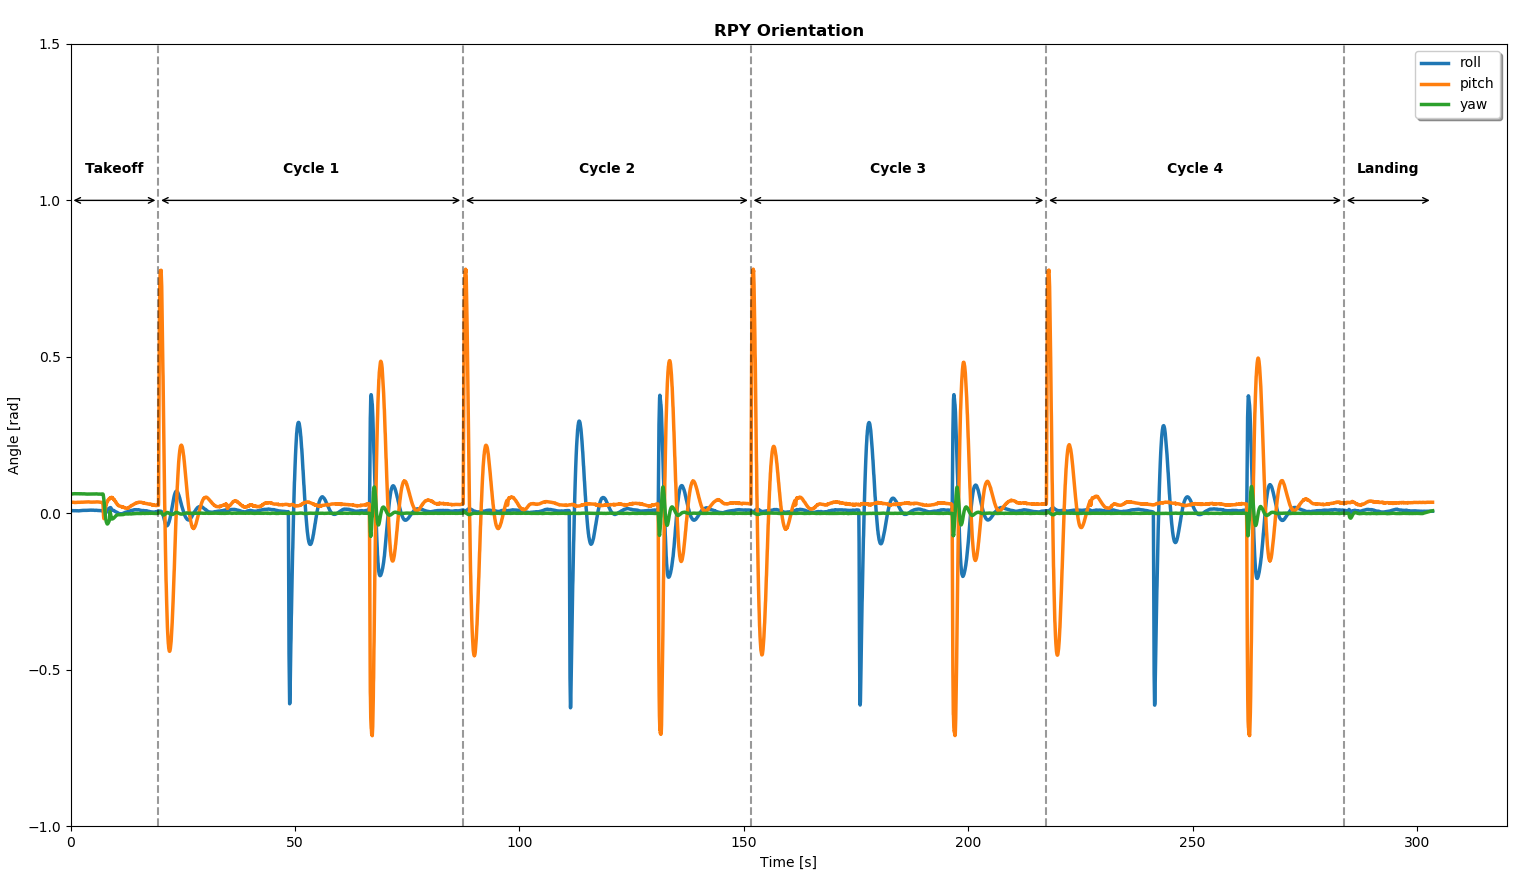 RPY Orientation
1.5
roll
pitch
yaw
Takeoff
Cycle 1
Cycle 2
Cycle 3
Cycle 4
Landing
1.0
0.5
0.0
−0.5
−1.0
Angle [rad]
0
50
100
150
200
250
300
Time [s]